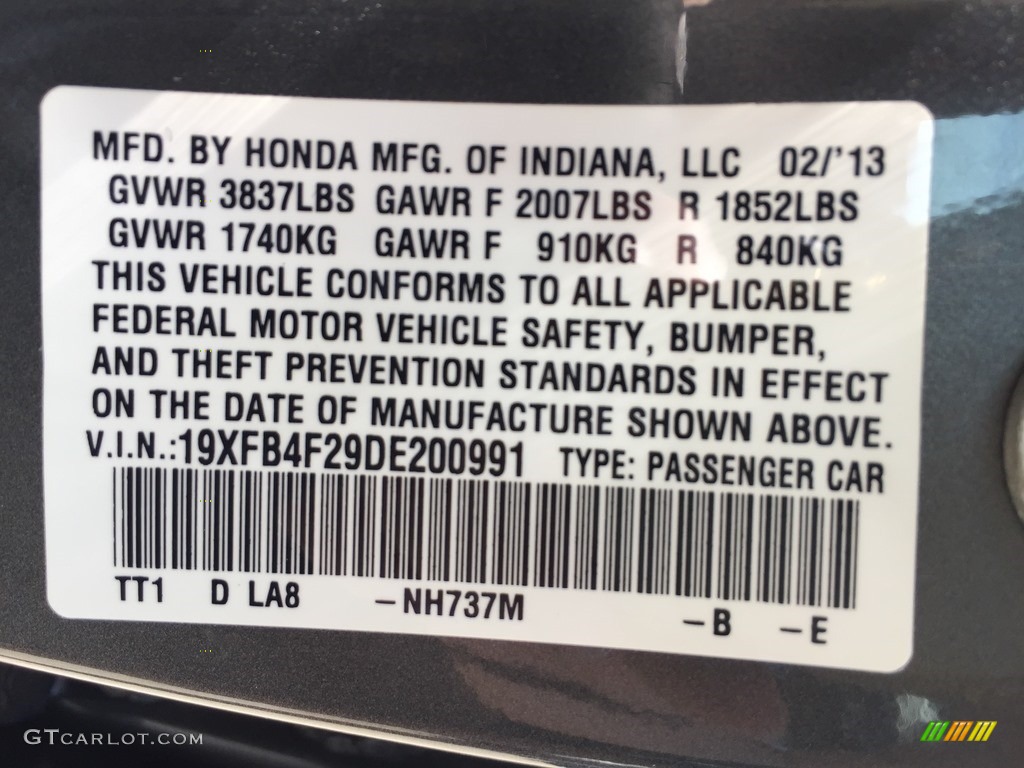 MFD. BY HONDA MFG. OF INDIANA, LLC 02/'13
GVWR 3837LBS GAWR F 2007LBS R 1852LBS
GVWR 1740KG GAWR F 910KG R 840KG
THIS VEHICLE CONFORMS TO ALL APPLICABLE
FEDERAL MOTOR VEHICLE SAFETY, BUMPER,
AND THEFT PREVENTION STANDARDS IN EFFECT
ON THE DATE OF MANUFACTURE SHOWN ABOVE.
V.I.N.:19XFB4F29DE200991 TYPE: PASSENGER CAR
TT1 D LA8 –NH737M –B –E
GTCARLOT.COM